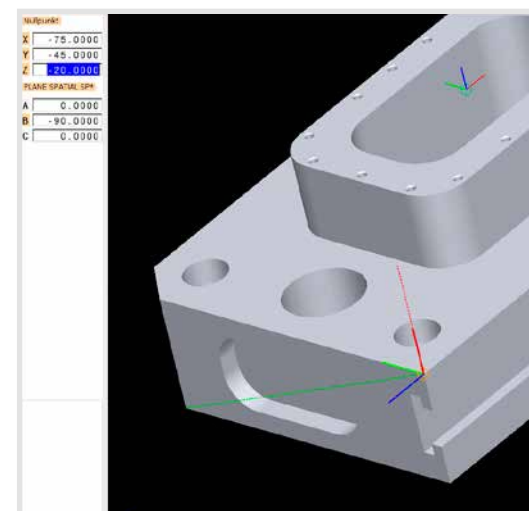 Nullpunkt
X -75.0000
Y -45.0000
Z -20.0000
PLANE SPATIAL SP*
A 0.0000
B -90.0000
C 0.0000